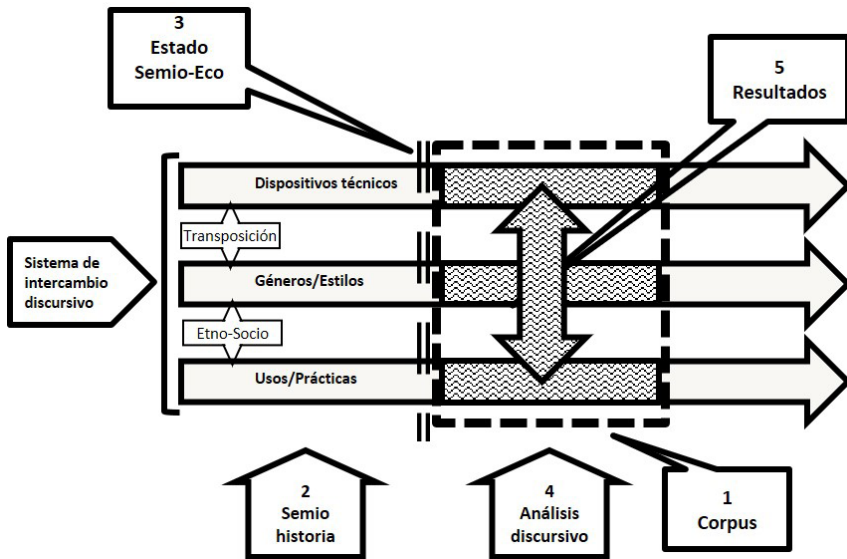 3
Estado
Semio-Eco
5
Resultados
Dispositivos técnicos
Transposición
Sistema de
intercambio
discursivo
Géneros/Estilos
Etno-Socio
Usos/Prácticas
2
Semio
historia
4
Análisis
discursivo
1
Corpus